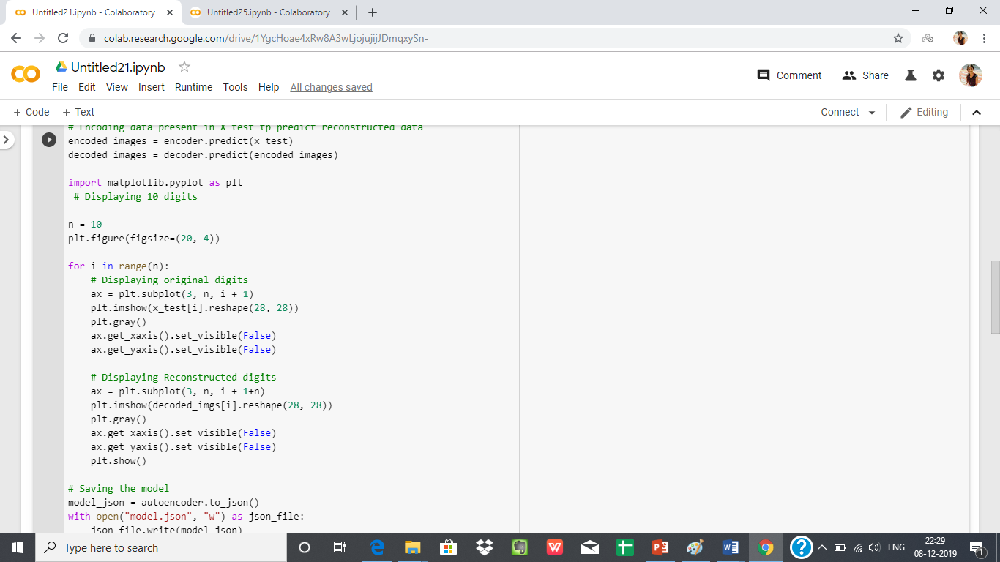 Untitled21.ipynb - Colaboratory
Untitled25.ipynb - Colaboratory
colab.research.google.com/drive/1YgcHoae4xRw8A3wLjojujijJDmqxySn-
Untitled21.ipynb
File Edit View Insert Runtime Tools Help All changes saved
Comment Share
+ Code + Text
Connect Editing
# Encoding data present in X_test tp predict reconstructed data
encoded_images = encoder.predict(x_test)
decoded_images = decoder.predict(encoded_images)
import matplotlib.pyplot as plt
# Displaying 10 digits
n = 10
plt.figure(figsize=(20, 4))
for i in range(n):
# Displaying original digits
ax = plt.subplot(3, n, i + 1)
plt.imshow(x_test[i].reshape(28, 28))
plt.gray()
ax.get_xaxis().set_visible(False)
ax.get_yaxis().set_visible(False)
# Displaying Reconstructed digits
ax = plt.subplot(3, n, i + 1+n)
plt.imshow(decoded_imgs[i].reshape(28, 28))
plt.gray()
ax.get_xaxis().set_visible(False)
ax.get_yaxis().set_visible(False)
plt.show()
# Saving the model
model_json = autoencoder.to_json()
with open("model.json", "w") as json_file:
json_file.write(model_json)
Type here to search
ENG
22:29
08-12-2019
1